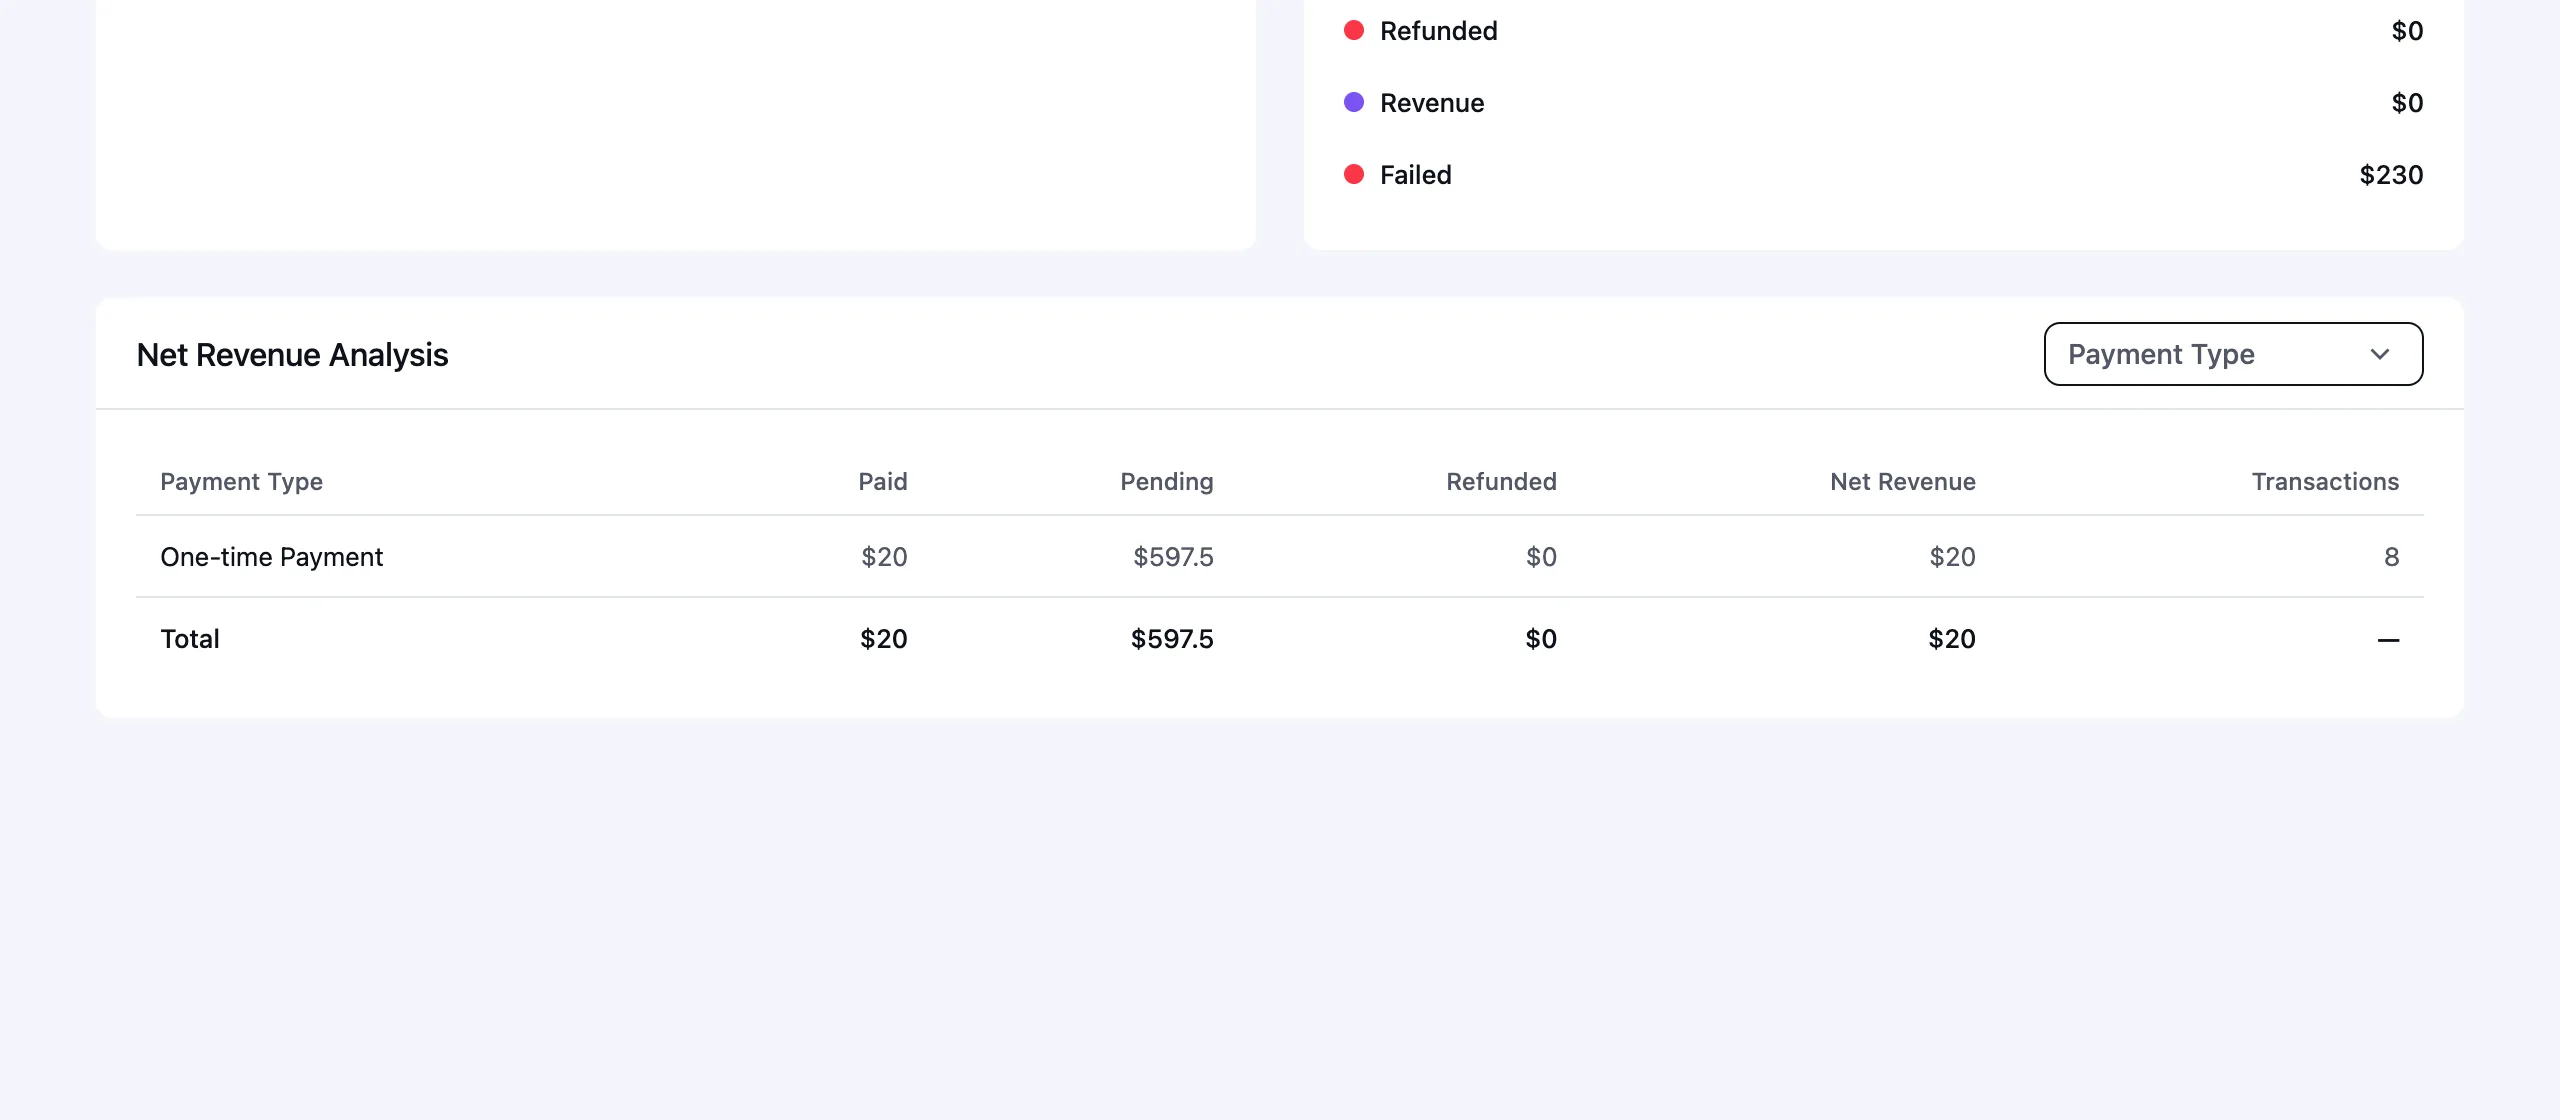 Refunded $0
Revenue $0
Failed $230
Net Revenue Analysis Payment Type
Payment Type Paid Pending Refunded Net Revenue Transactions
One-time Payment $20 $597.5 $0 $20 8
Total $20 $597.5 $0 $20 —